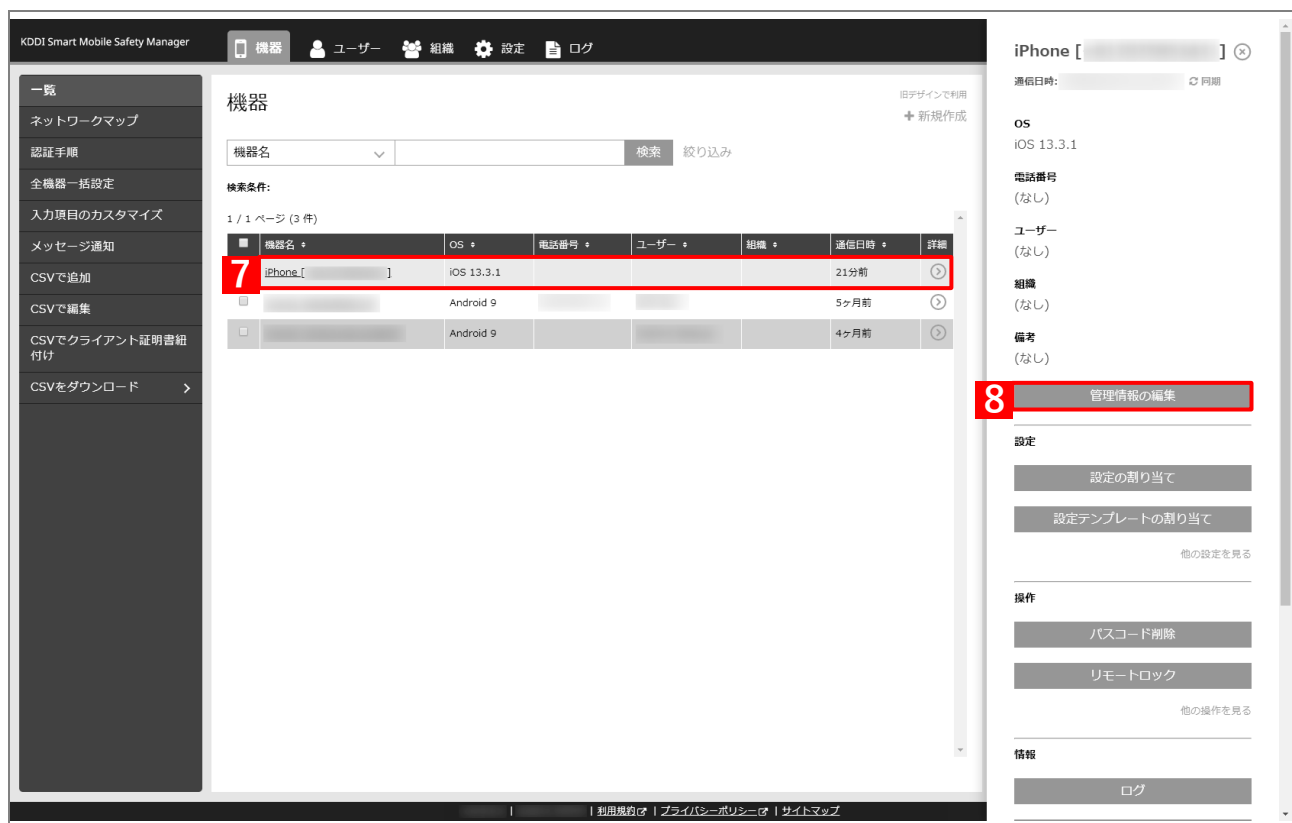 KDDI Smart Mobile Safety Manager
機器 ユーザー 組織 設定 ログ
一覧
ネットワークマップ
認証手順
全機器一括設定
入力項目のカスタマイズ
メッセージ通知
CSVで追加
CSVで編集
CSVでクライアント証明書紐
付け
CSVをダウンロード
機器
旧デザインで利用
新規作成
機器名 検索 絞り込み
検索条件:
1 / 1 ページ (3 件)
機器名 OS 電話番号 ユーザー 組織 通信日時 詳細
7 iPhone [ ] iOS 13.3.1 21分前
Android 9 5ヶ月前
Android 9 4ヶ月前
iPhone [ ]
通信日時: 同期
OS
iOS 13.3.1
電話番号
(なし)
ユーザー
(なし)
組織
(なし)
備考
(なし)
8 管理情報の編集
設定
設定の割り当て
設定テンプレートの割り当て
他の設定を見る
操作
パスコード削除
リモートロック
他の操作を見る
情報
ログ
| | 利用規約 | プライバシーポリシー | サイトマップ